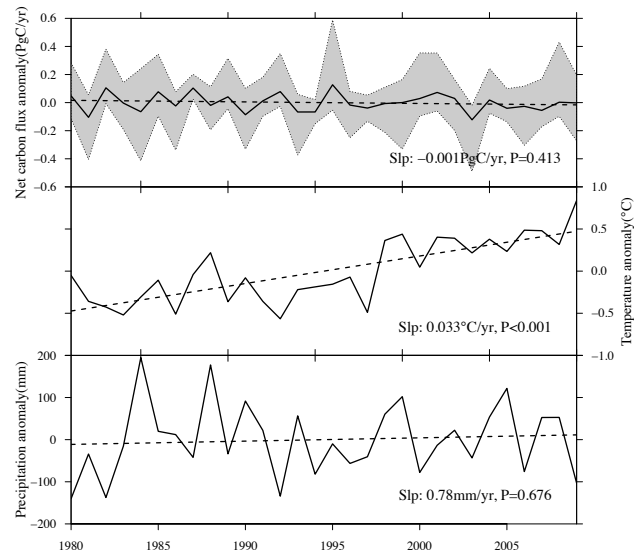 0.6
0.4
0.2
0.0
−0.2
−0.4
−0.6
Net carbon flux anomaly(PgC/yr)
Slp: −0.001PgC/yr, P=0.413
1.0
0.5
0.0
−0.5
−1.0
Temperature anomaly(°C)
Slp: 0.033°C/yr, P<0.001
200
100
0
−100
−200
Precipitation anomaly(mm)
Slp: 0.78mm/yr, P=0.676
1980 1985 1990 1995 2000 2005